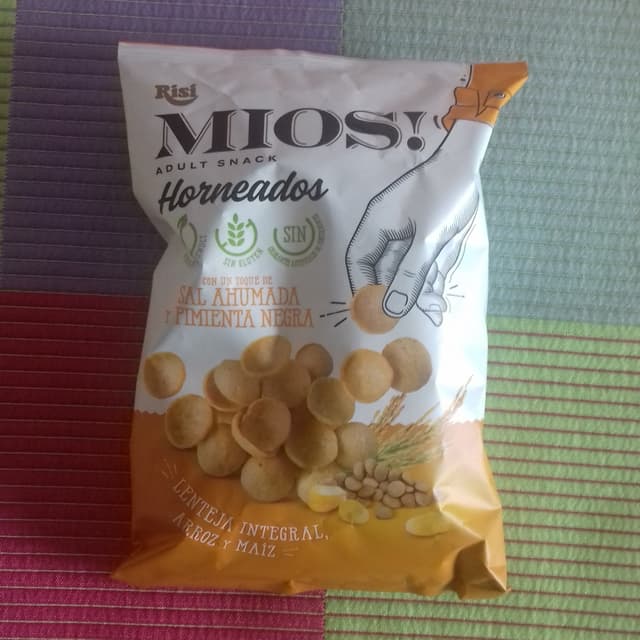 Risi
MIOS!
ADULT SNACK
Horneados
SIN GLUTEN
SIN
CON UN TOQUE DE
SAL AHUMADA
Y PIMIENTA NEGRA
LENTEJA INTEGRAL,
ARROZ Y MAÍZ